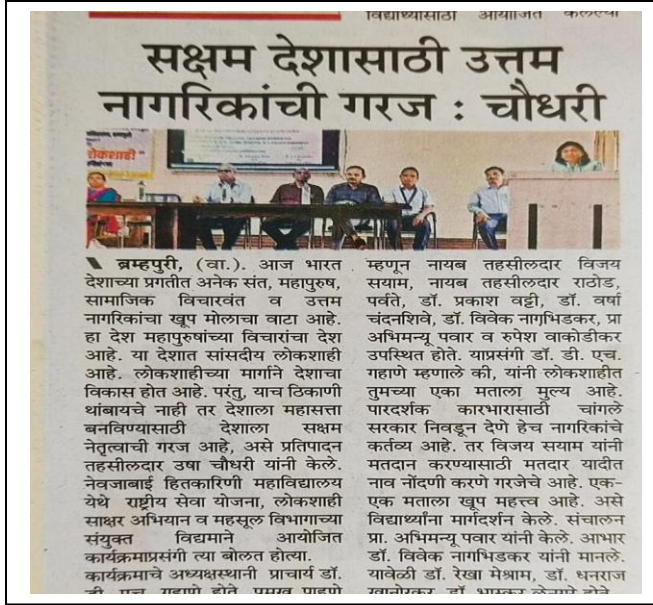 विद्यार्थ्यांसाठी आयोजित केलेल्या
सक्षम देशासाठी उत्तम
नागरिकांची गरज : चौधरी
लोकशाही
ब्रम्हपुरी, (वा.). आज भारत
देशाच्या प्रगतीत अनेक संत, महापुरुष,
सामाजिक विचारवंत व उत्तम
नागरिकांचा खूप मोलाचा वाटा आहे.
हा देश महापुरुषांच्या विचारांचा देश
आहे. या देशात सांसदीय लोकशाही
आहे. लोकशाहीच्या मार्गाने देशाचा
विकास होत आहे. परंतु, याच ठिकाणी
थांबायचे नाही तर देशाला महासत्ता
बनविण्यासाठी देशाला सक्षम
नेतृत्वाची गरज आहे, असे प्रतिपादन
तहसीलदार उषा चौधरी यांनी केले.
नेवजाबाई हितकारिणी महाविद्यालय
येथे राष्ट्रीय सेवा योजना, लोकशाही
साक्षर अभियान व महसूल विभागाच्या
संयुक्त विद्यमाने आयोजित
कार्यक्रमाप्रसंगी त्या बोलत होत्या.
कार्यक्रमाचे अध्यक्षस्थानी प्राचार्य डॉ.
डी. एच. गहाणे होते. प्रमुख पाहुणे
म्हणून नायब तहसीलदार विजय
सयाम, नायब तहसीलदार राठोड,
पर्वते, डॉ. प्रकाश वट्टी, डॉ. वर्षा
चंदनशिवे, डॉ. विवेक नागभिडकर, प्रा
अभिमन्यू पवार व रुपेश वाकोडीकर
उपस्थित होते. याप्रसंगी डॉ. डी. एच.
गहाणे म्हणाले की, यांनी लोकशाहीत
तुमच्या एका मताला मुल्य आहे.
पारदर्शक कारभारासाठी चांगले
सरकार निवडून देणे हेच नागरिकांचे
कर्तव्य आहे. तर विजय सयाम यांनी
मतदान करण्यासाठी मतदार यादीत
नाव नोंदणी करणे गरजेचे आहे. एक-
एक मताला खूप महत्त्व आहे. असे
विद्यार्थ्यांना मार्गदर्शन केले. संचालन
प्रा. अभिमन्यू पवार यांनी केले. आभार
डॉ. विवेक नागभिडकर यांनी मानले.
यावेळी डॉ. रेखा मेश्राम, डॉ. धनराज
खानोरकर, डॉ. भास्कर लेनगुरे होते.